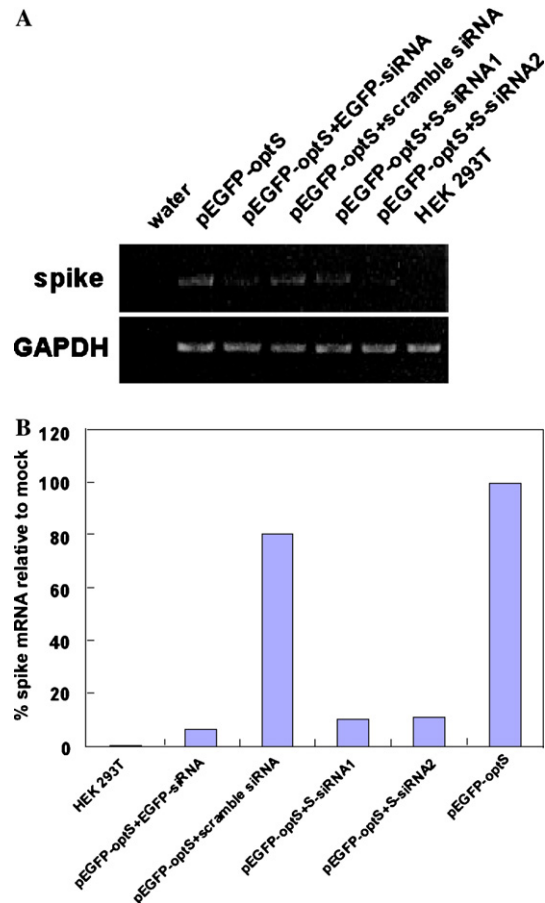 A
water
pEGFP-optS
pEGFP-optS+EGFP-siRNA
pEGFP-optS+scramble siRNA
pEGFP-optS+S-siRNA1
pEGFP-optS+S-siRNA2
HEK 293T
spike
GAPDH
B
% spike mRNA relative to mock
120
100
80
60
40
20
0
HEK 293T
pEGFP-optS+EGFP-siRNA
pEGFP-optS+scramble siRNA
pEGFP-optS+S-siRNA1
pEGFP-optS+S-siRNA2
pEGFP-optS